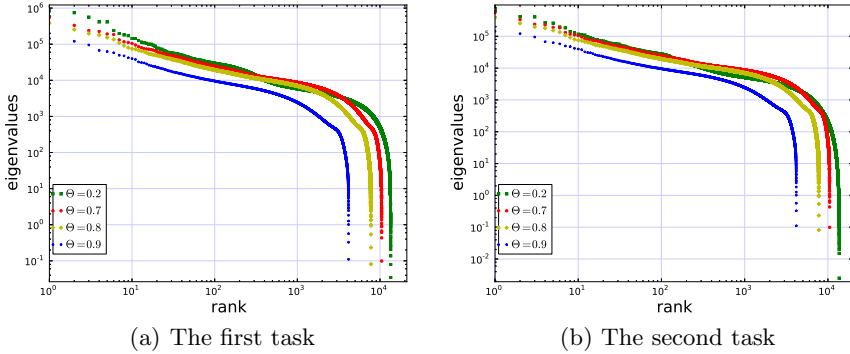 eigenvalues
10^6
10^5
10^4
10^3
10^2
10^1
10^0
10^-1
Θ=0.2
Θ=0.7
Θ=0.8
Θ=0.9
10^0 10^1 10^2 10^3 10^4
rank
(a) The first task
eigenvalues
10^5
10^4
10^3
10^2
10^1
10^0
10^-1
10^-2
Θ=0.2
Θ=0.7
Θ=0.8
Θ=0.9
10^0 10^1 10^2 10^3 10^4
rank
(b) The second task